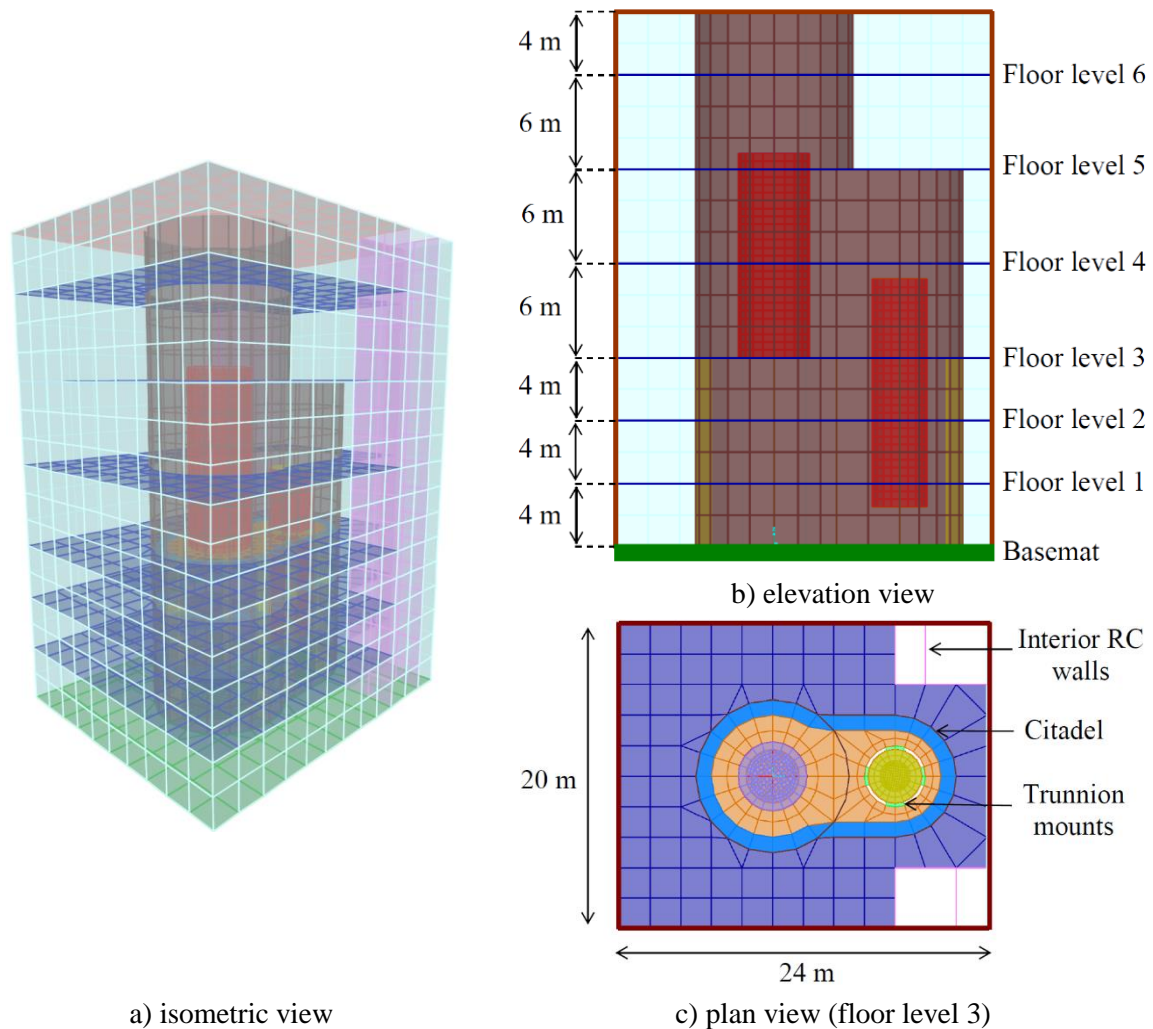 4 m
Floor level 6
6 m
Floor level 5
6 m
Floor level 4
6 m
Floor level 3
4 m
Floor level 2
4 m
Floor level 1
4 m
Basemat
b) elevation view
Interior RC
walls
Citadel
20 m
Trunnion
mounts
24 m
a) isometric view
c) plan view (floor level 3)